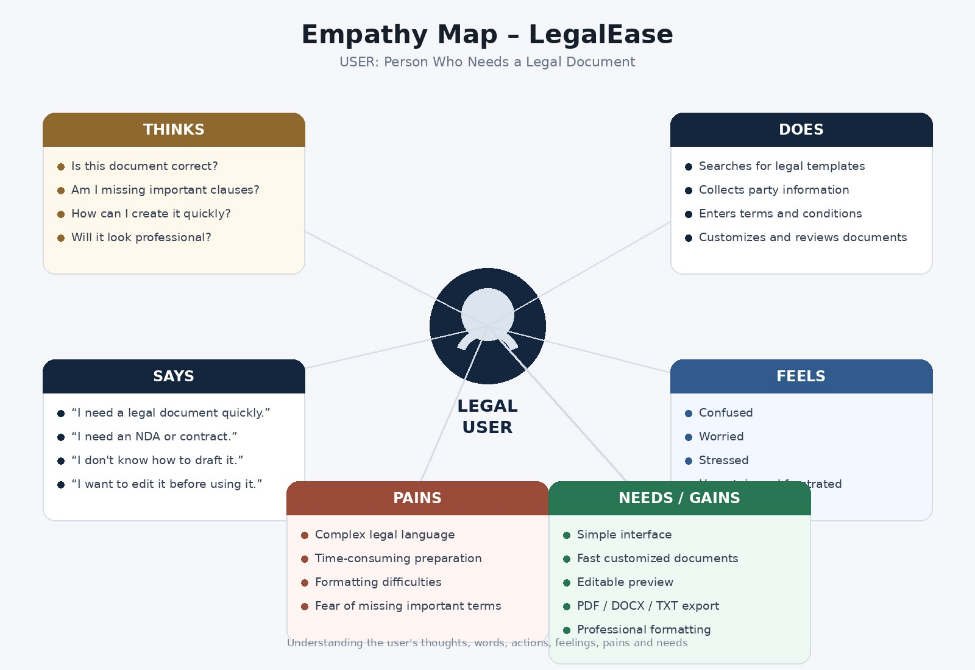 Empathy Map – LegalEase
USER: Person Who Needs a Legal Document
THINKS
Is this document correct?
Am I missing important clauses?
How can I create it quickly?
Will it look professional?
DOES
Searches for legal templates
Collects party information
Enters terms and conditions
Customizes and reviews documents
LEGAL
USER
SAYS
“I need a legal document quickly.”
“I need an NDA or contract.”
“I don't know how to draft it.”
“I want to edit it before using it.”
FEELS
Confused
Worried
Stressed
PAINS
Complex legal language
Time-consuming preparation
Formatting difficulties
Fear of missing important terms
NEEDS / GAINS
Simple interface
Fast customized documents
Editable preview
PDF / DOCX / TXT export
Professional formatting
Understanding the user's thoughts, words, actions, feelings, pains and needs